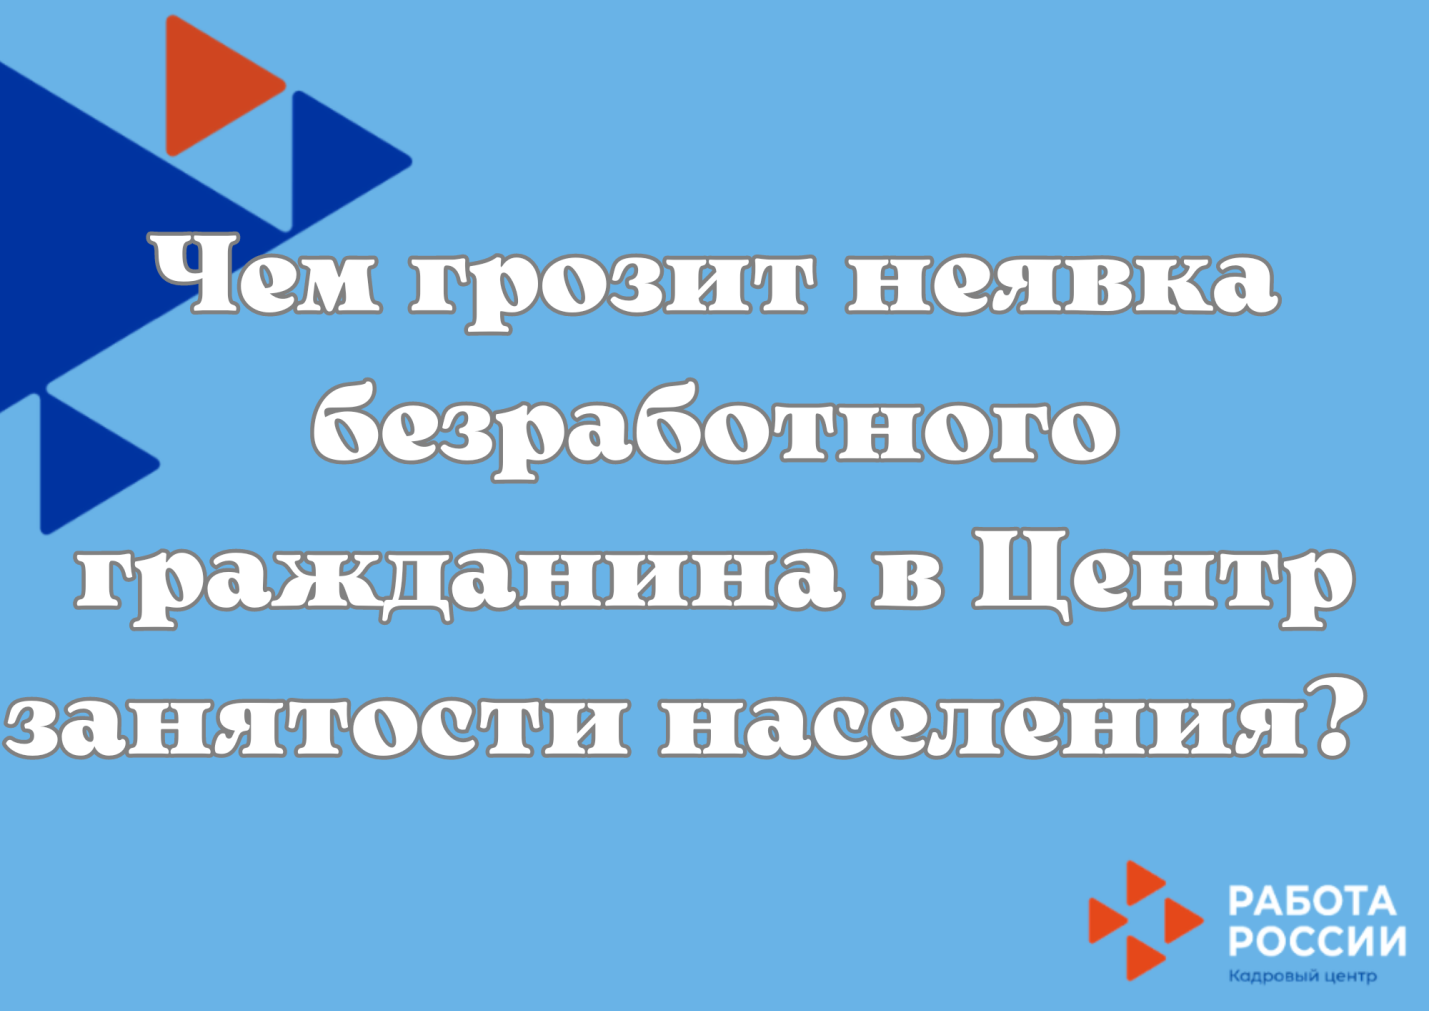 Чем грозит неявка
безработного
гражданина в Центр
занятости населения?
РАБОТА
РОССИИ
Кадровый центр